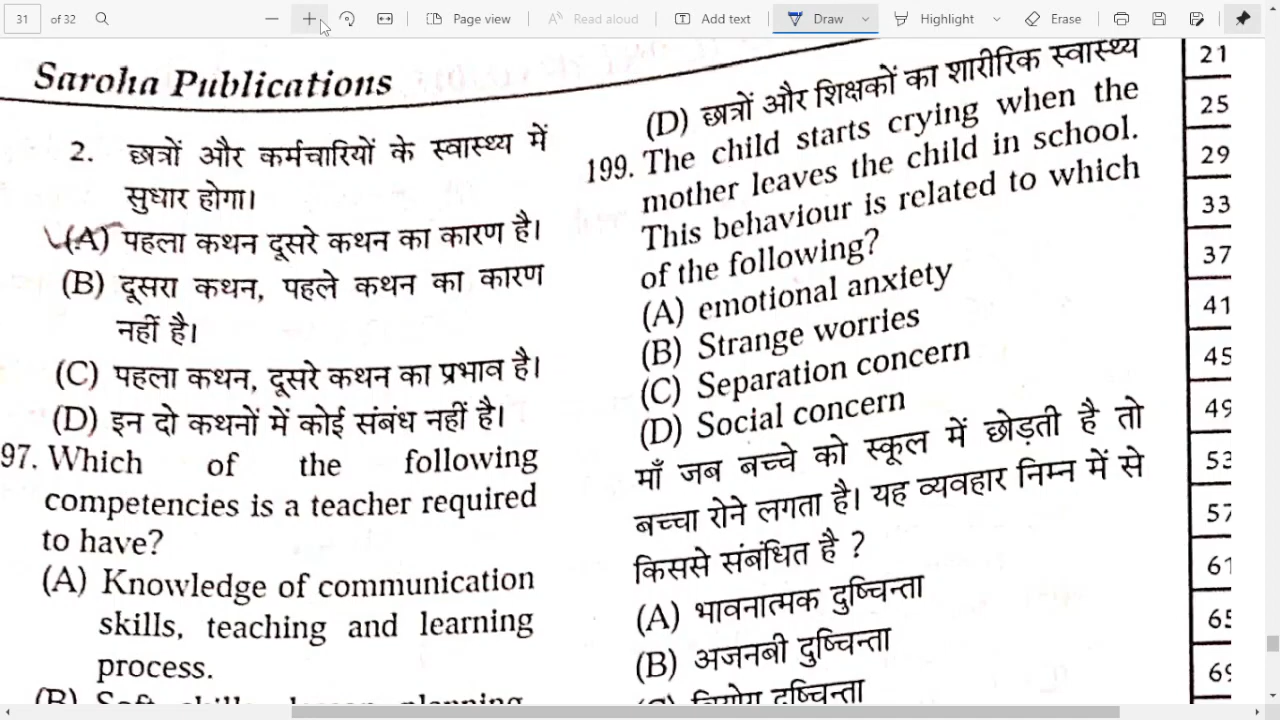 31 of 32 Page view Read aloud Add text Draw Highlight Erase
Saroha Publications
2. छात्रों और कर्मचारियों के स्वास्थ्य में
सुधार होगा।
(A) पहला कथन दूसरे कथन का कारण है।
(B) दूसरा कथन, पहले कथन का कारण
नहीं है।
(C) पहला कथन, दूसरे कथन का प्रभाव है।
(D) इन दो कथनों में कोई संबंध नहीं है।
97. Which of the following
competencies is a teacher required
to have?
(A) Knowledge of communication
skills, teaching and learning
process.
(B) Soft skills, lesson planning
(D) छात्रों और शिक्षकों का शारीरिक स्वास्थ्य
199. The child starts crying when the
mother leaves the child in school.
This behaviour is related to which
of the following?
(A) emotional anxiety
(B) Strange worries
(C) Separation concern
(D) Social concern
माँ जब बच्चे को स्कूल में छोड़ती है तो
बच्चा रोने लगता है। यह व्यवहार निम्न में से
किससे संबंधित है ?
(A) भावनात्मक दुष्चिन्ता
(B) अजनबी दुष्चिन्ता
(C) वियोग दुष्चिन्ता
21
25
29
33
37
41
45
49
53
57
61
65
69